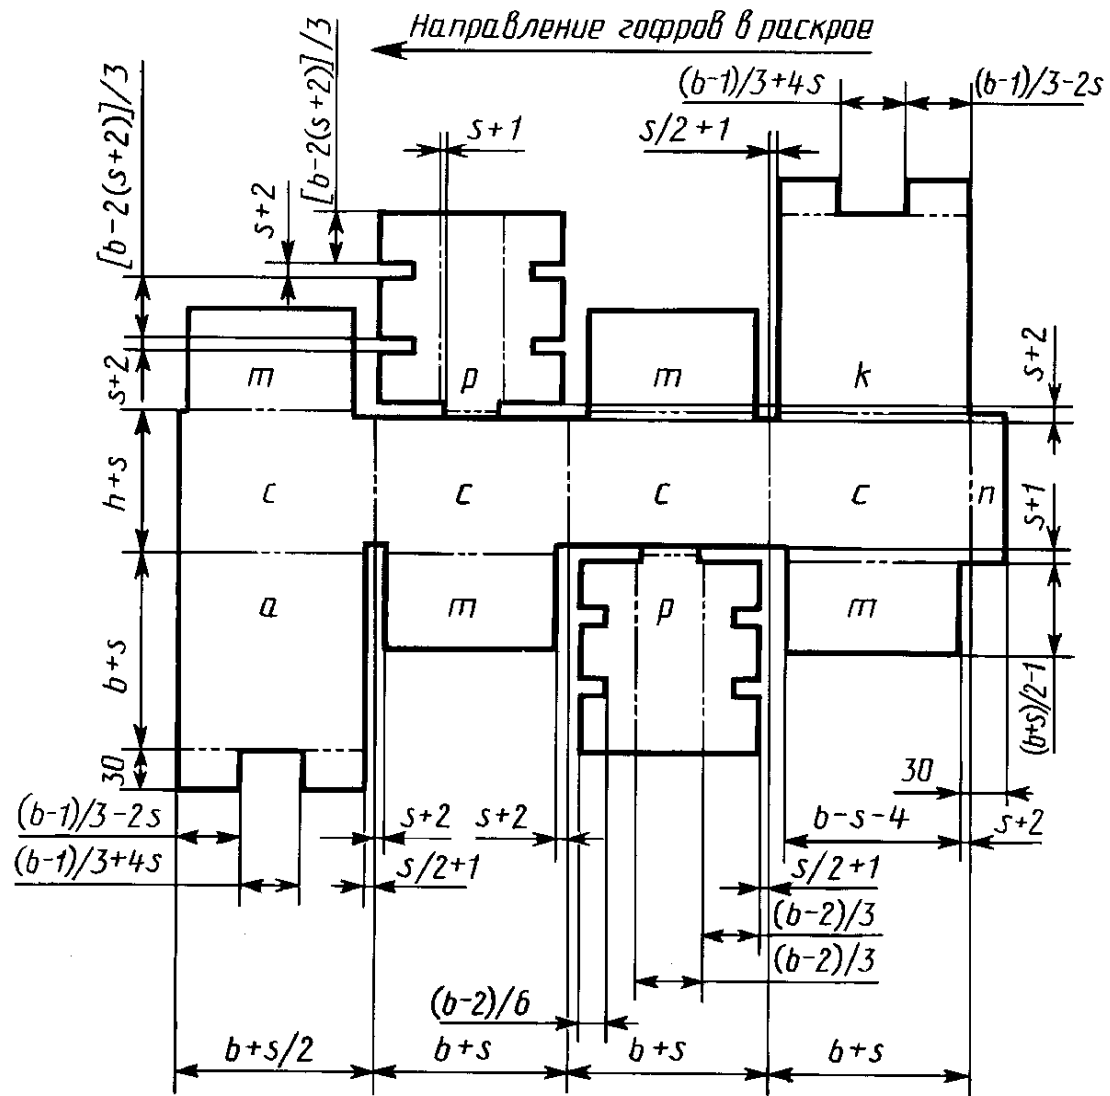 Направление гофров в раскрое
[b-2(s+2)]/3
[b-2(s+2)]/3
(b-1)/3+4s
(b-1)/3-2s
s+1
s/2+1
s+2
s+2
s+2
m
p
m
k
h+s
c
c
c
c
n
s+1
b+s
a
m
p
m
(b+s)/2-1
30
30
(b-1)/3-2s
s+2
s+2
b-s-4
s+2
(b-1)/3+4s
s/2+1
s/2+1
(b-2)/3
(b-2)/3
(b-2)/6
b+s/2
b+s
b+s
b+s